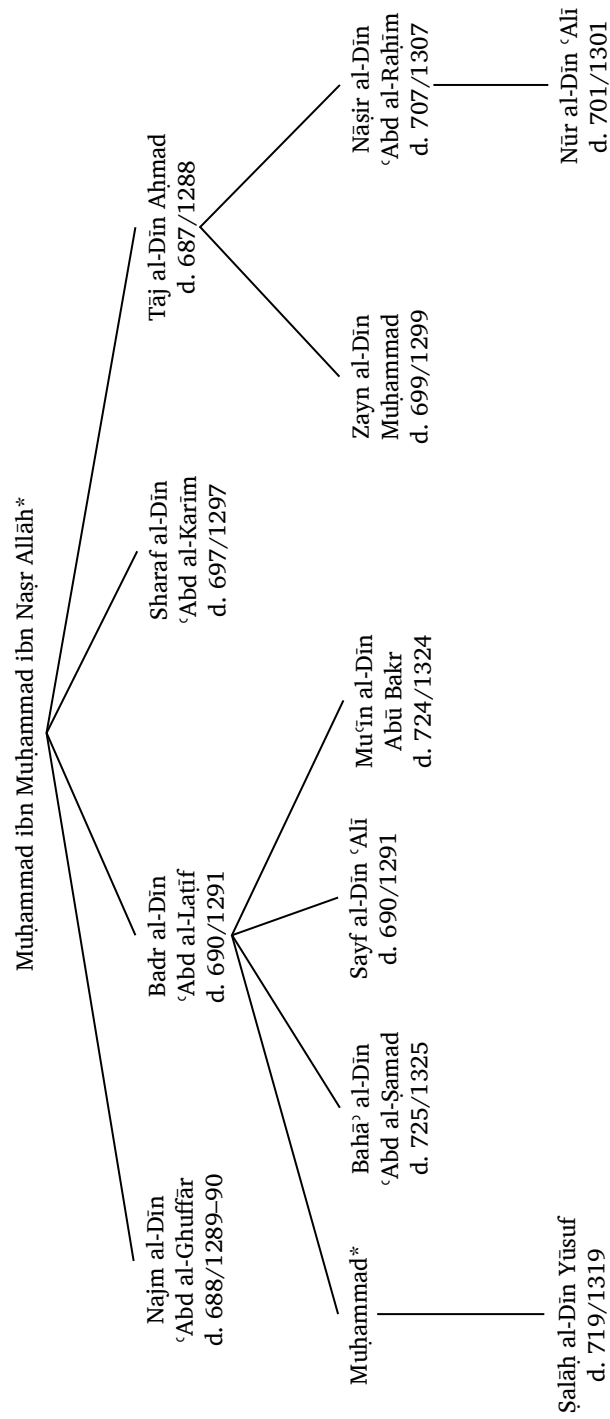 Muḥammad ibn Muḥammad ibn Naṣr Allāh*
Najm al-Dīn
ʿAbd al-Ghuffār
d. 688/1289–90
Badr al-Dīn
ʿAbd al-Laṭīf
d. 690/1291
Sharaf al-Dīn
ʿAbd al-Karīm
d. 697/1297
Tāj al-Dīn Aḥmad
d. 687/1288
Muḥammad*
Bahāʾ al-Dīn
ʿAbd al-Ṣamad
d. 725/1325
Sayf al-Dīn ʿAlī
d. 690/1291
Muʿīn al-Dīn
Abū Bakr
d. 724/1324
Zayn al-Dīn
Muḥammad
d. 699/1299
Nāṣir al-Dīn
ʿAbd al-Raḥīm
d. 707/1307
Ṣalāḥ al-Dīn Yūsuf
d. 719/1319
Nūr al-Dīn ʿAlī
d. 701/1301